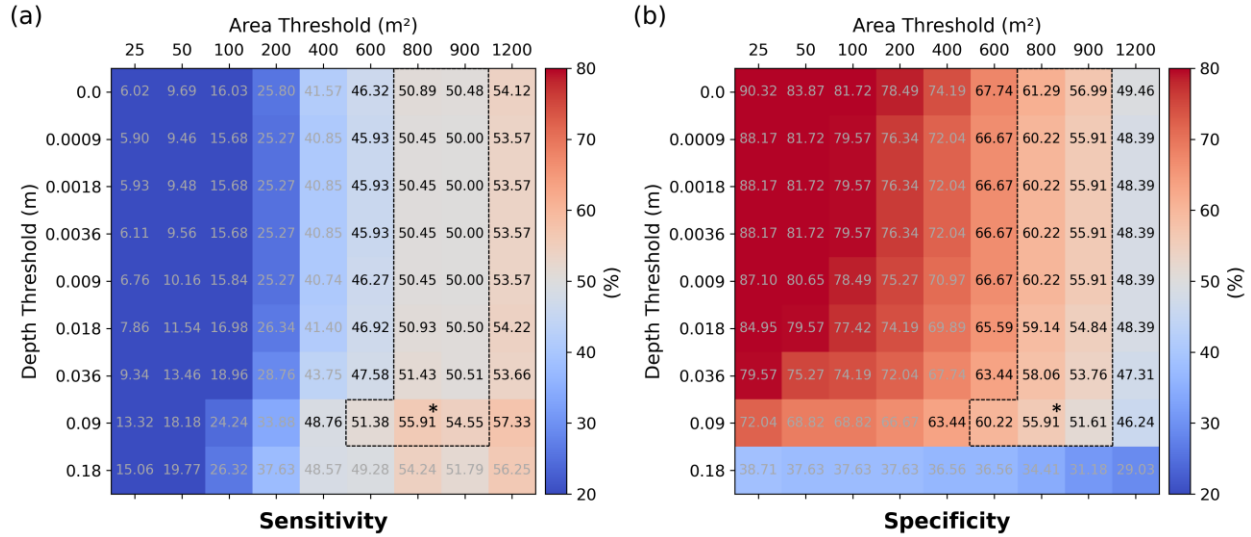 (a)
Area Threshold (m²)
25 50 100 200 400 600 800 900 1200
Depth Threshold (m)
0.0 6.02 9.69 16.03 25.80 41.57 46.32 50.89 50.48 54.12
0.0009 5.90 9.46 15.68 25.27 40.85 45.93 50.45 50.00 53.57
0.0018 5.93 9.48 15.68 25.27 40.85 45.93 50.45 50.00 53.57
0.0036 6.11 9.56 15.68 25.27 40.85 45.93 50.45 50.00 53.57
0.009 6.76 10.16 15.84 25.27 40.74 46.27 50.45 50.00 53.57
0.018 7.86 11.54 16.98 26.34 41.40 46.92 50.93 50.50 54.22
0.036 9.34 13.46 18.96 28.76 43.75 47.58 51.43 50.51 53.66
0.09 13.32 18.18 24.24 48.76 51.38 55.91 * 54.55 57.33
0.18 15.06 19.77 26.32 37.63 48.57 49.28 54.24 51.79 56.25
80
70
60
50
40
30
20
(%)
Sensitivity
(b)
Area Threshold (m²)
25 50 100 200 400 600 800 900 1200
Depth Threshold (m)
0.0 90.32 83.87 81.72 78.49 74.19 67.74 61.29 56.99 49.46
0.0009 88.17 81.72 79.57 76.34 72.04 66.67 60.22 55.91 48.39
0.0018 88.17 81.72 79.57 76.34 72.04 66.67 60.22 55.91 48.39
0.0036 88.17 81.72 79.57 76.34 72.04 66.67 60.22 55.91 48.39
0.009 87.10 80.65 78.49 75.27 70.97 66.67 60.22 55.91 48.39
0.018 84.95 79.57 77.42 74.19 69.89 65.59 59.14 54.84 48.39
0.036 79.57 75.27 74.19 72.04 63.44 58.06 53.76 47.31
0.09 72.04 68.82 68.82 63.44 60.22 55.91 * 51.61 46.24
0.18 38.71 37.63 37.63 37.63 36.56 36.56 31.18 29.03
80
70
60
50
40
30
20
(%)
Specificity